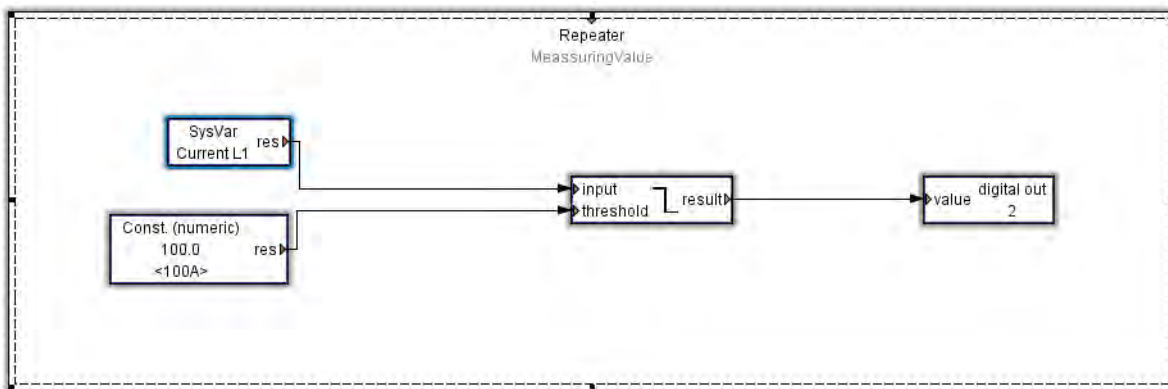 Repeater
MeassuringValue
SysVar
Current L1
res
Const. (numeric)
100.0
<100A>
res
input
threshold
result
value
digital out
2